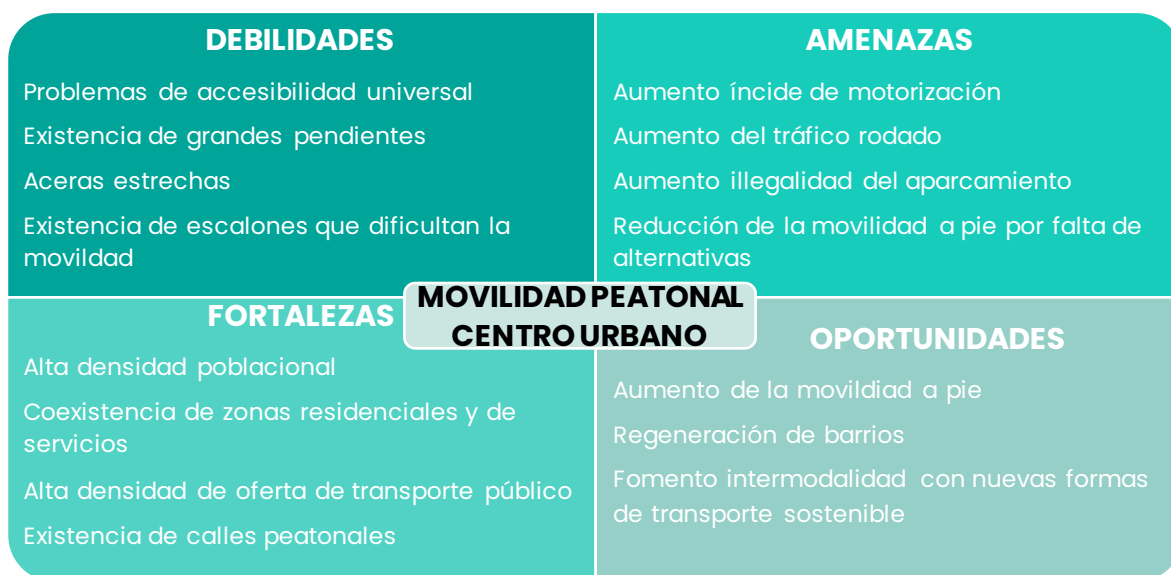 DEBILIDADES
Problemas de accesibilidad universal
Existencia de grandes pendientes
Aceras estrechas
Existencia de escalones que dificultan la
movildad
AMENAZAS
Aumento íncide de motorización
Aumento del tráfico rodado
Aumento illegalidad del aparcamiento
Reducción de la movilidad a pie por falta de
alternativas
MOVILIDAD PEATONAL
CENTRO URBANO
FORTALEZAS
Alta densidad poblacional
Coexistencia de zonas residenciales y de
servicios
Alta densidad de oferta de transporte público
Existencia de calles peatonales
OPORTUNIDADES
Aumento de la movildiad a pie
Regeneración de barrios
Fomento intermodalidad con nuevas formas
de transporte sostenible